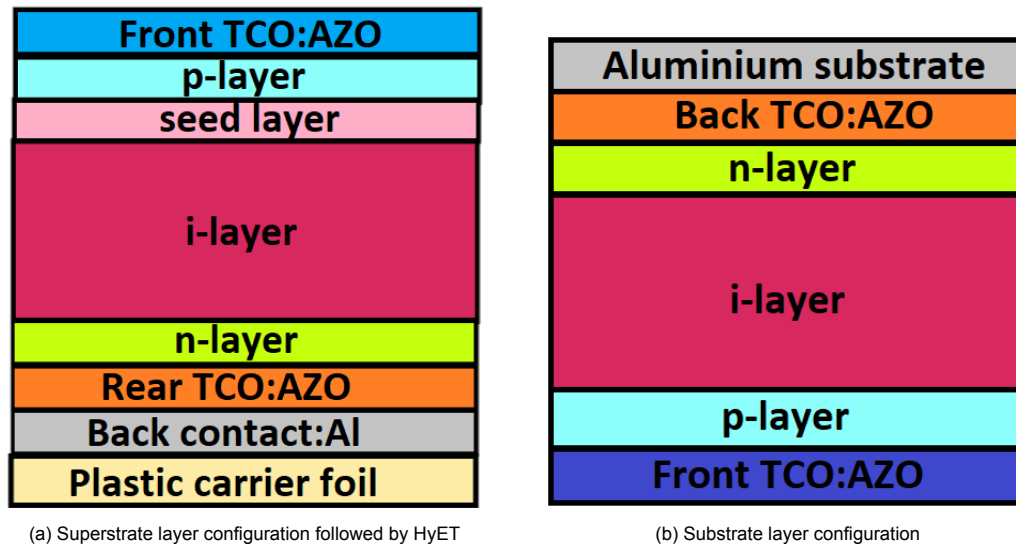 Front TCO:AZO
p-layer
seed layer
i-layer
n-layer
Rear TCO:AZO
Back contact:Al
Plastic carrier foil
(a) Superstrate layer configuration followed by HyET
Aluminium substrate
Back TCO:AZO
n-layer
i-layer
p-layer
Front TCO:AZO
(b) Substrate layer configuration